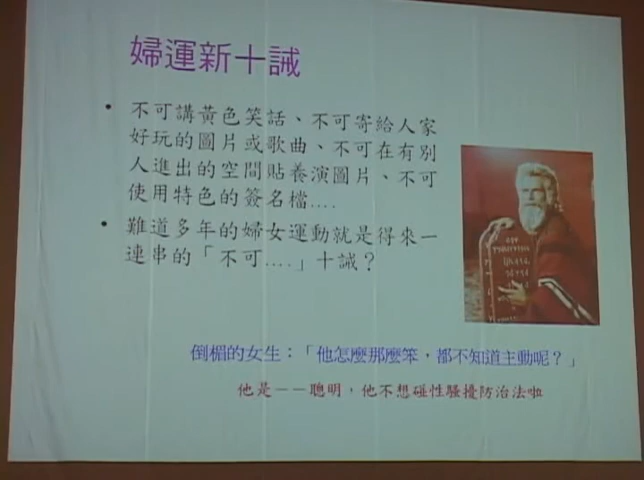 婦運新十誡
• 不可講黃色笑話、不可寄給人家
好玩的圖片或歌曲、不可在有別
人進出的空間貼養演圖片、不可
使用特色的簽名檔....
• 難道多年的婦女運動就是得來一
連串的「不可....」十誡？
倒楣的女生：「他怎麼那麼笨，都不知道主動呢？」
他是－－聰明，他不想碰性騷擾防治法啦